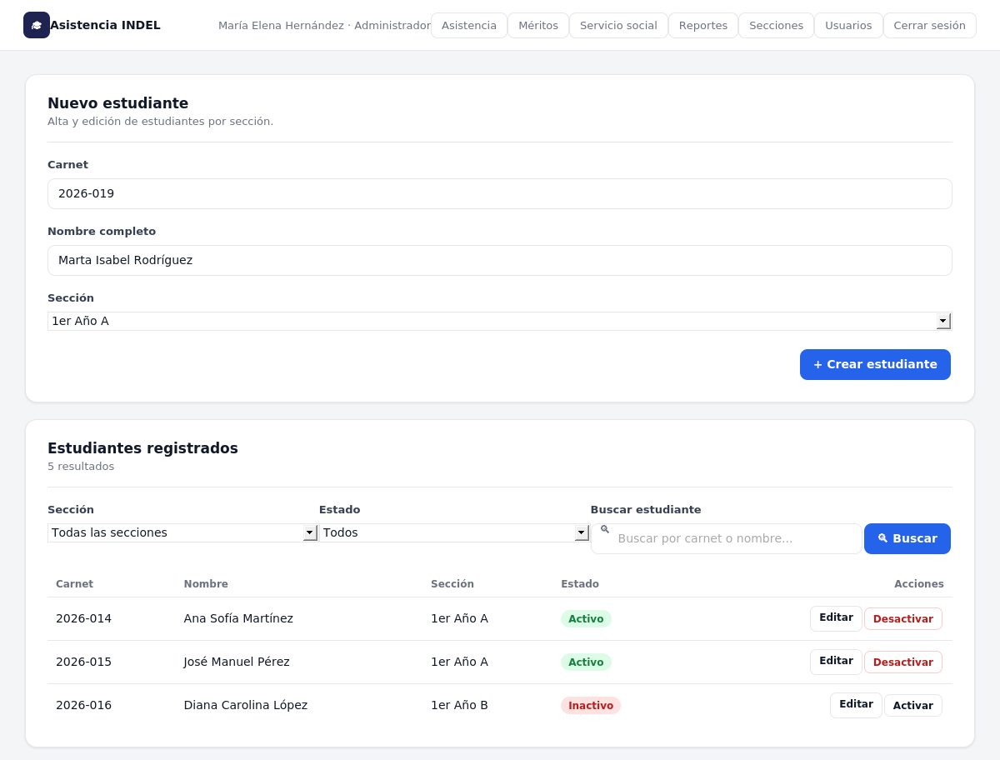 Asistencia INDEL
María Elena Hernández · Administrador
Asistencia
Méritos
Servicio social
Reportes
Secciones
Usuarios
Cerrar sesión
Nuevo estudiante
Alta y edición de estudiantes por sección.
Carnet
2026-019
Nombre completo
Marta Isabel Rodríguez
Sección
1er Año A
+ Crear estudiante
Estudiantes registrados
5 resultados
Sección Estado Buscar estudiante
Todas las secciones Todos Buscar por carnet o nombre... Buscar
Carnet Nombre Sección Estado Acciones
2026-014 Ana Sofía Martínez 1er Año A Activo Editar Desactivar
2026-015 José Manuel Pérez 1er Año A Activo Editar Desactivar
2026-016 Diana Carolina López 1er Año B Inactivo Editar Activar